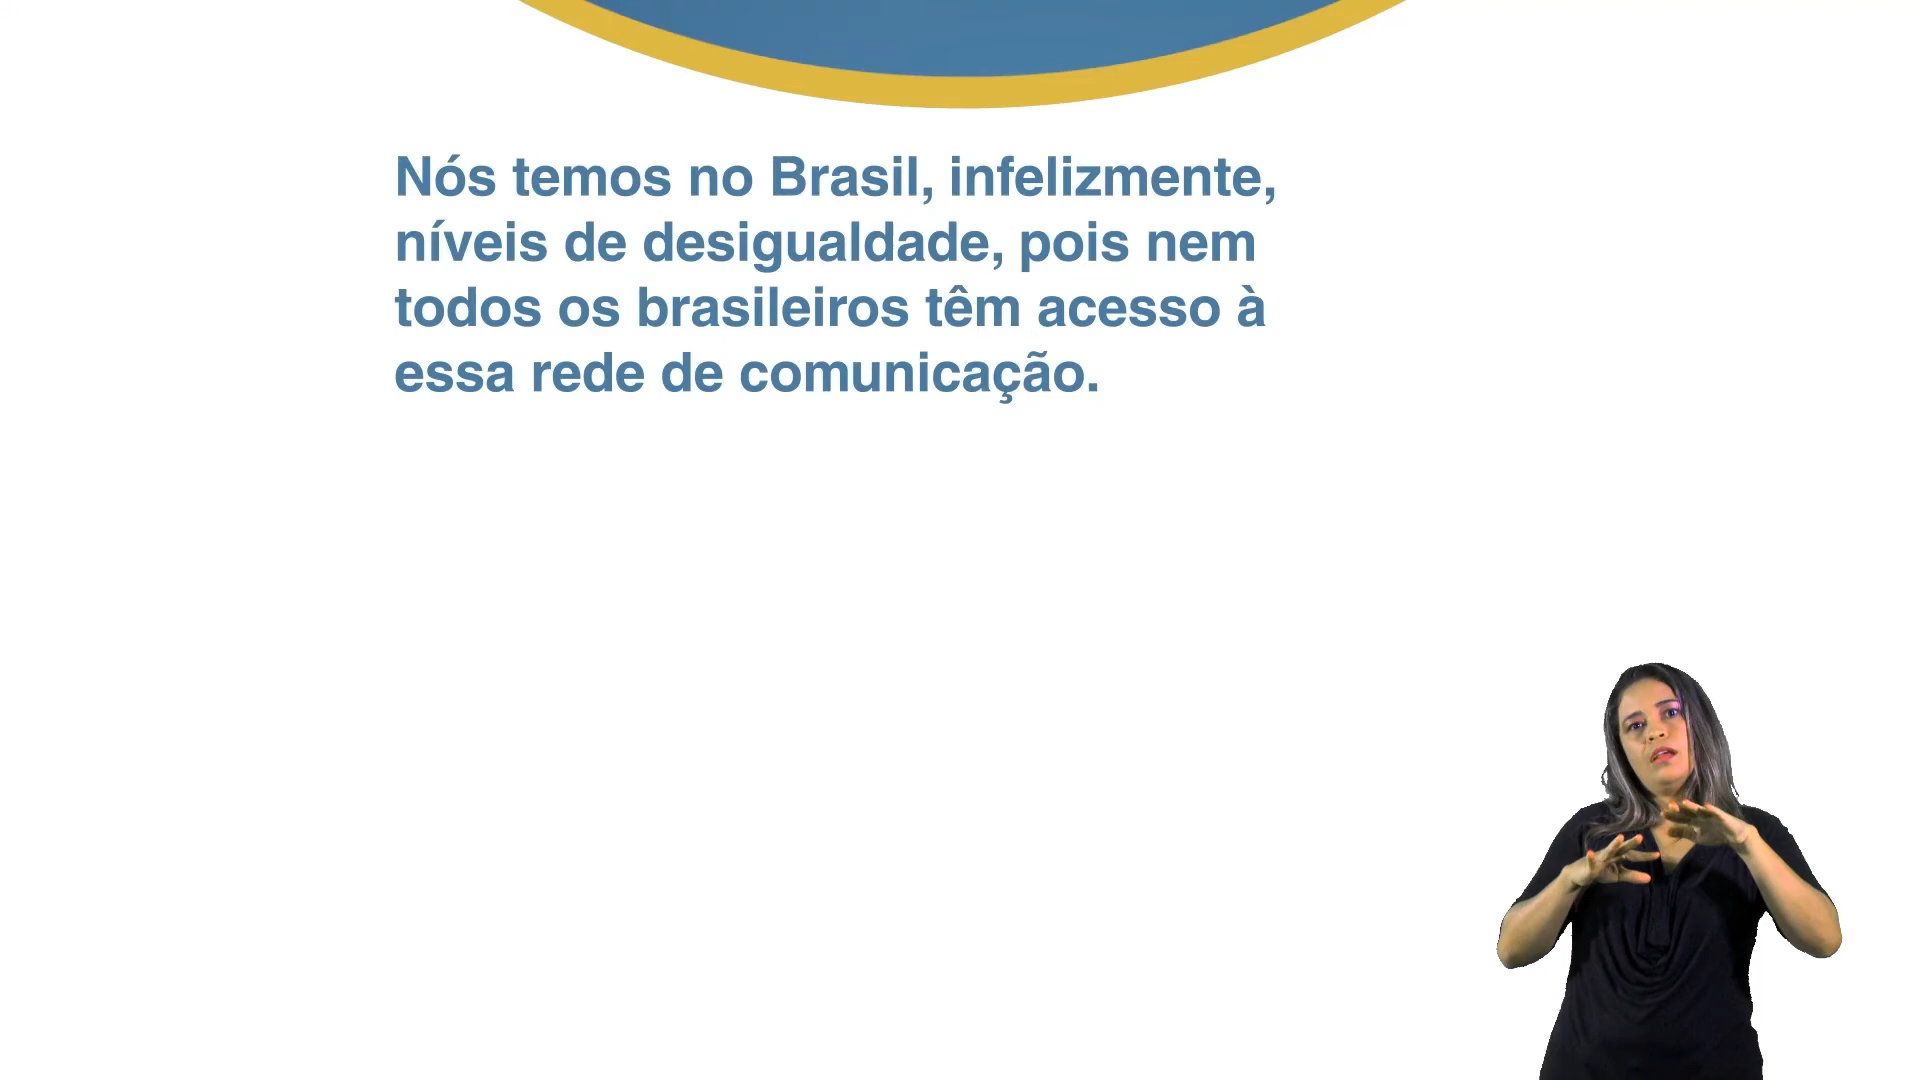 Nós temos no Brasil, infelizmente,
níveis de desigualdade, pois nem
todos os brasileiros têm acesso à
essa rede de comunicação.